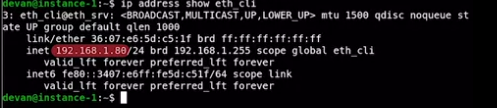 devan@instance-1:~$ ip address show eth_cli
3: eth_cli@eth_srv: <BROADCAST,MULTICAST,UP,LOWER_UP> mtu 1500 qdisc noqueue st
ate UP group default qlen 1000
link/ether 36:07:e6:5d:c5:1f brd ff:ff:ff:ff:ff:ff
inet 192.168.1.80/24 brd 192.168.1.255 scope global eth_cli
valid_lft forever preferred_lft forever
inet6 fe80::3407:e6ff:fe5d:c51f/64 scope link
valid_lft forever preferred_lft forever
devan@instance-1:~$